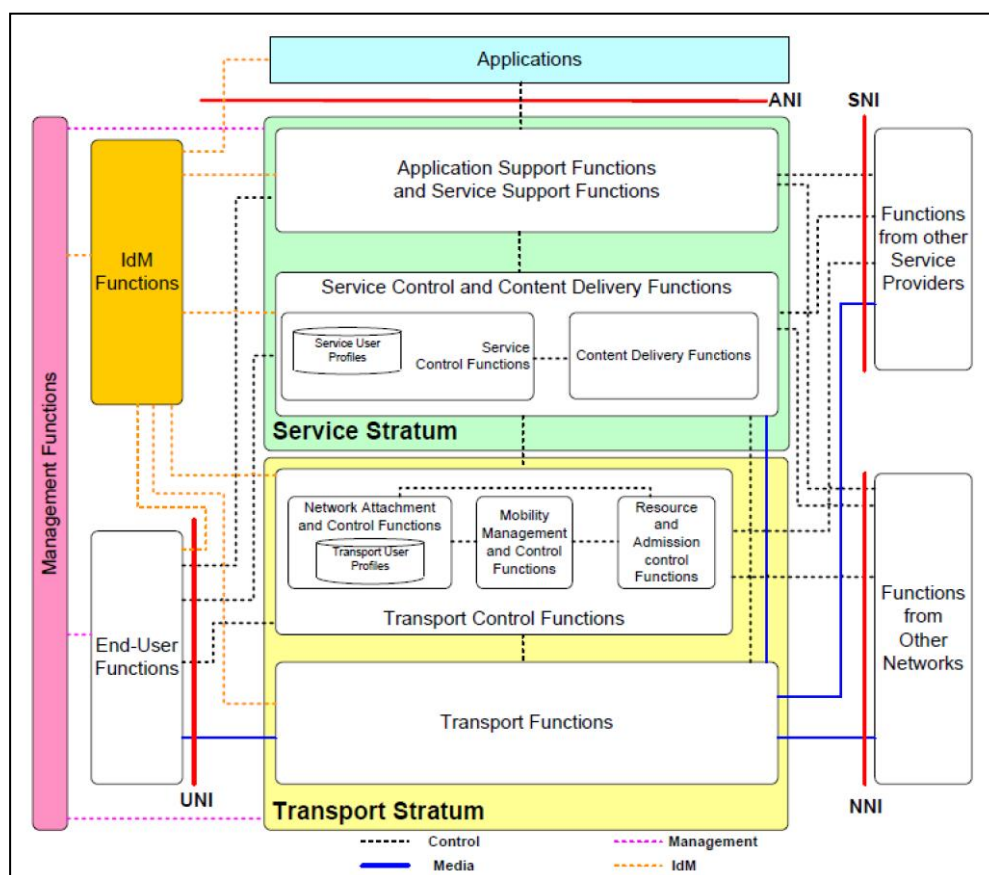 Applications
ANI
SNI
Application Support Functions
and Service Support Functions
Functions
from other
Service
Providers
IdM
Functions
Service Control and Content Delivery Functions
Service User
Profiles
Service
Control Functions
Content Delivery Functions
Service Stratum
Management Functions
Network Attachment
and Control Functions
Transport User
Profiles
Mobility
Management
and Control
Functions
Resource
and
Admission
control
Functions
Transport Control Functions
End-User
Functions
Functions
from
Other
Networks
Transport Functions
UNI
NNI
Transport Stratum
Control
Management
Media
IdM